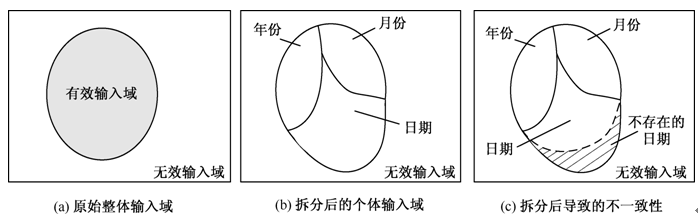 有效输入域
无效输入域
(a) 原始整体输入域
年份
月份
日期
无效输入域
(b) 拆分后的个体输入域
年份
月份
不存在的
日期
日期
无效输入域
(c) 拆分后导致的不一致性